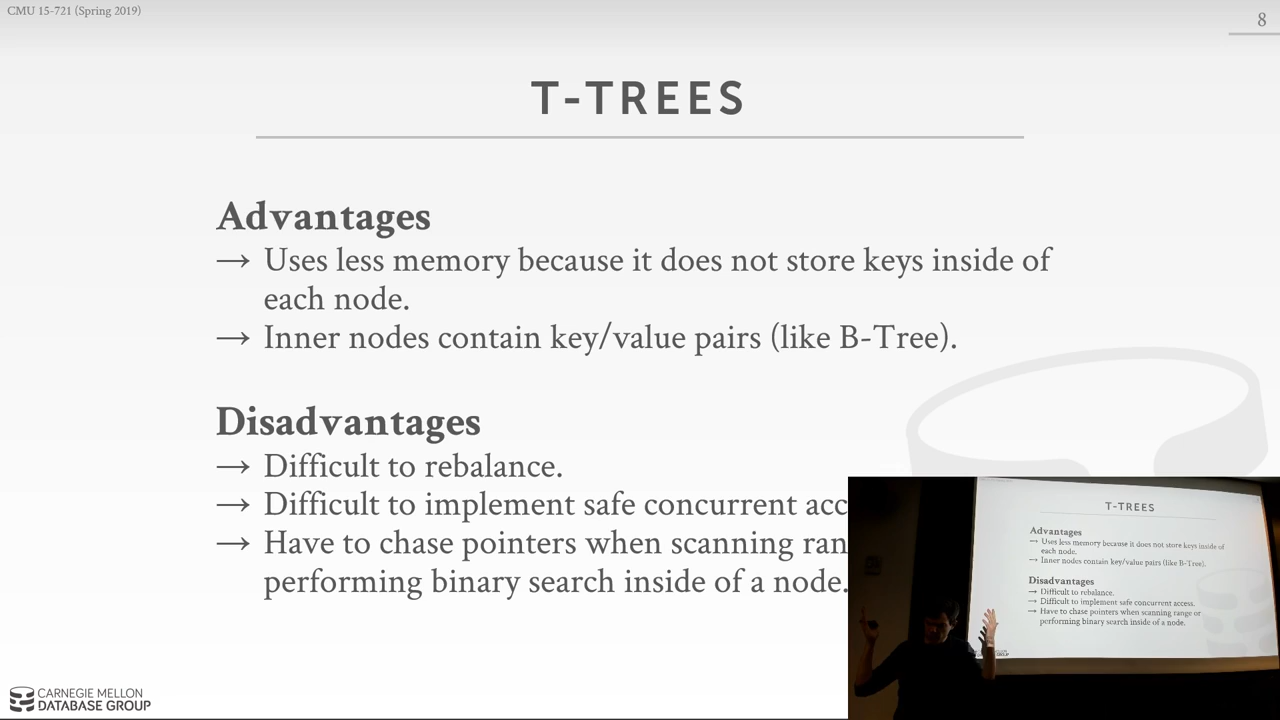 CMU 15-721 (Spring 2019)
8
T-TREES
Advantages
→ Uses less memory because it does not store keys inside of
each node.
→ Inner nodes contain key/value pairs (like B-Tree).
Disadvantages
→ Difficult to rebalance.
→ Difficult to implement safe concurrent acc
→ Have to chase pointers when scanning ran
performing binary search inside of a node.
CARNEGIE MELLON
DATABASE GROUP
T-TREES
Advantages
→ Uses less memory because it does not store keys inside of
each node.
→ Inner nodes contain key/value pairs (like B-Tree).
Disadvantages
→ Difficult to rebalance.
→ Difficult to implement safe concurrent access.
→ Have to chase pointers when scanning range or
performing binary search inside of a node.